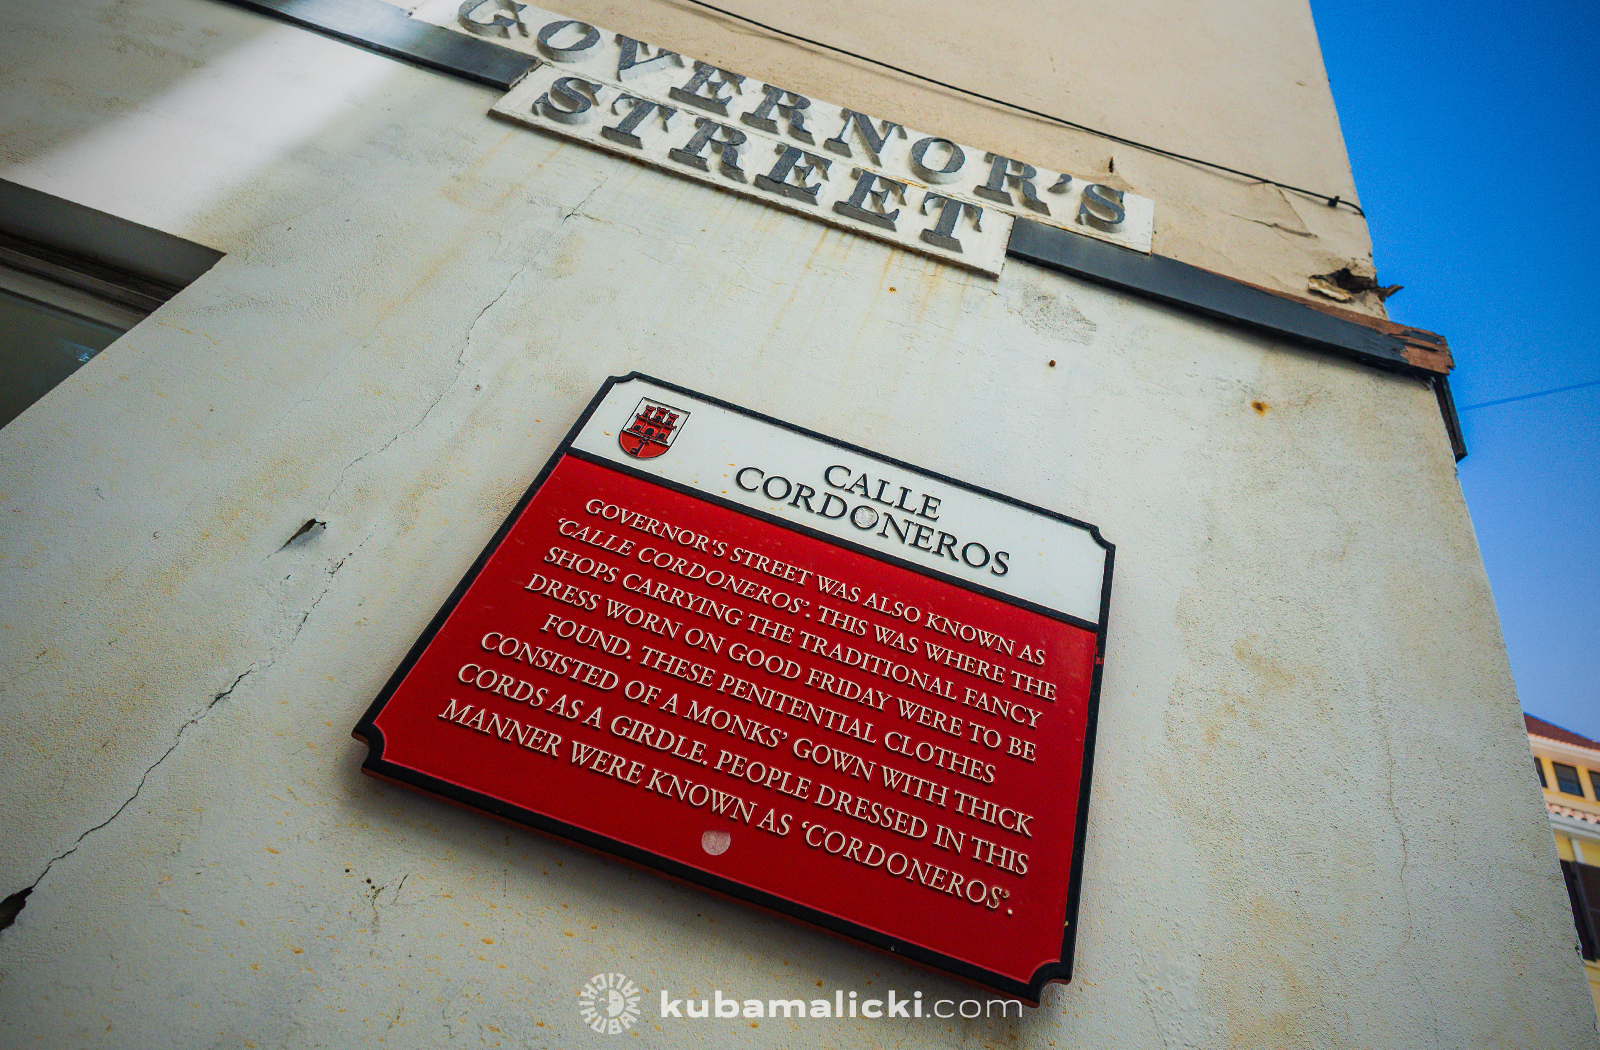 GOVERNOR'S
STREET
CALLE
CORDONEROS
GOVERNOR'S STREET WAS ALSO KNOWN AS
'CALLE CORDONEROS'. THIS WAS WHERE THE
SHOPS CARRYING THE TRADITIONAL FANCY
DRESS WORN ON GOOD FRIDAY WERE TO BE
FOUND. THESE PENITENTIAL CLOTHES
CONSISTED OF A MONKS' GOWN WITH THICK
CORDS AS A GIRDLE. PEOPLE DRESSED IN THIS
MANNER WERE KNOWN AS 'CORDONEROS'.
KUBAMALICKI
kubamalicki.com